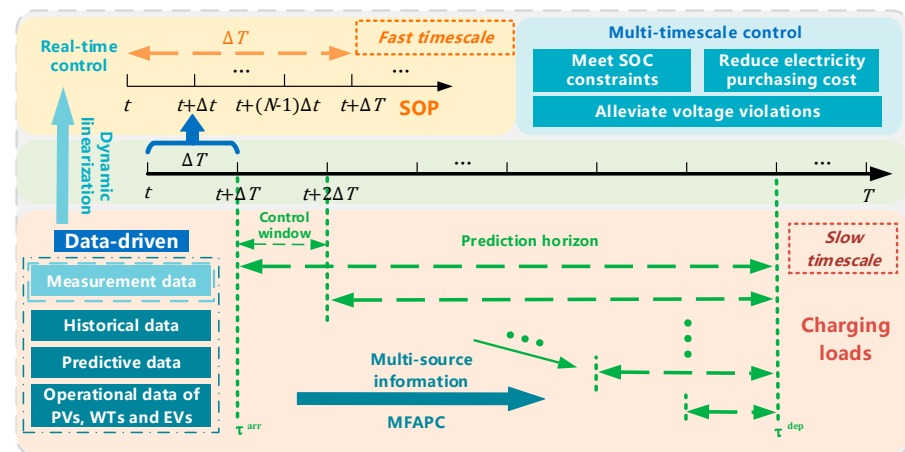 Real-time
control
ΔT
Fast timescale
...
...
t
t+Δt
t+(N-1)Δt
t+ΔT
SOP
Multi-timescale control
Meet SOC
constraints
Reduce electricity
purchasing cost
Alleviate voltage violations
Dynamic
linearization
ΔT
...
...
t
t+ΔT
t+2ΔT
T
Data-driven
Measurement data
Historical data
Predictive data
Operational data of
PVs, WTs and EVs
Control
window
Prediction horizon
Slow
timescale
Charging
loads
Multi-source
information
MFAPC
τ arr
τ dep